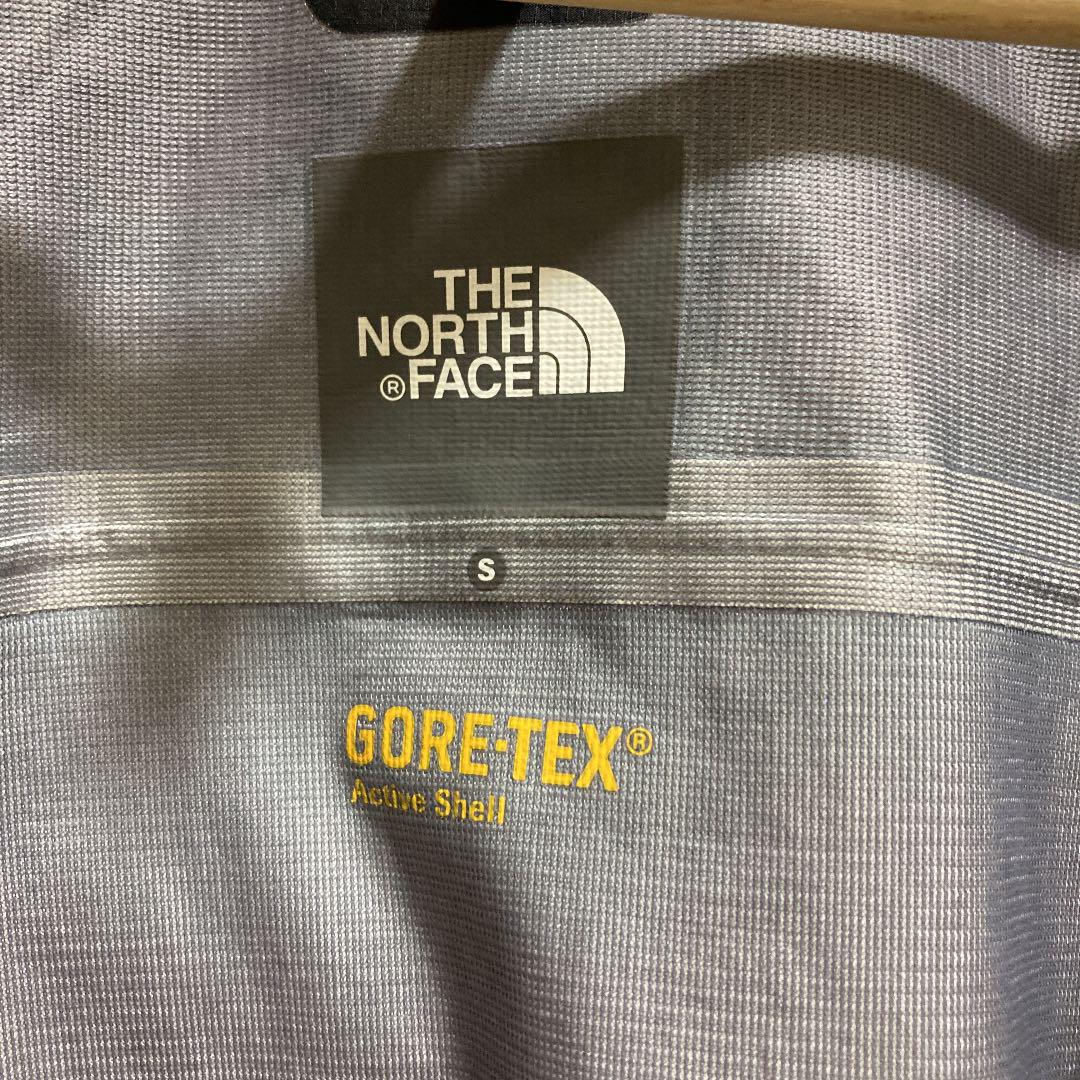 THE
NORTH
®FACE
S
GORE-TEX®
Active Shell